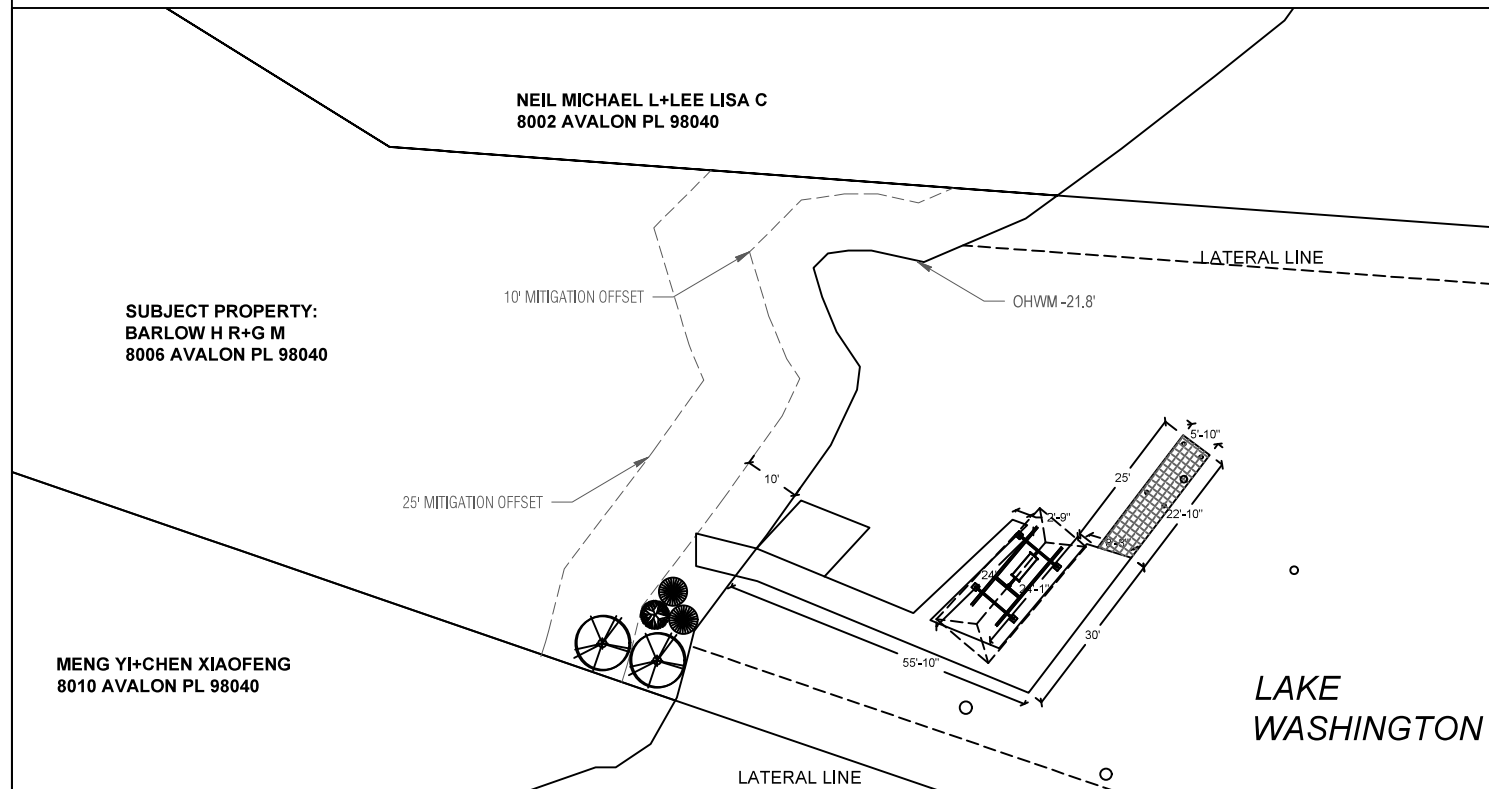 NEIL MICHAEL L+LEE LISA C
8002 AVALON PL 98040
LATERAL LINE
10' MITIGATION OFFSET
OHWM -21.8'
SUBJECT PROPERTY:
BARLOW H R+G M
8006 AVALON PL 98040
5'-10"
25'
10'
25' MITIGATION OFFSET
22'-10"
2'-9"
24'
24'-1"
30'
55'-10"
MENG YI+CHEN XIAOFENG
8010 AVALON PL 98040
LAKE
WASHINGTON
LATERAL LINE